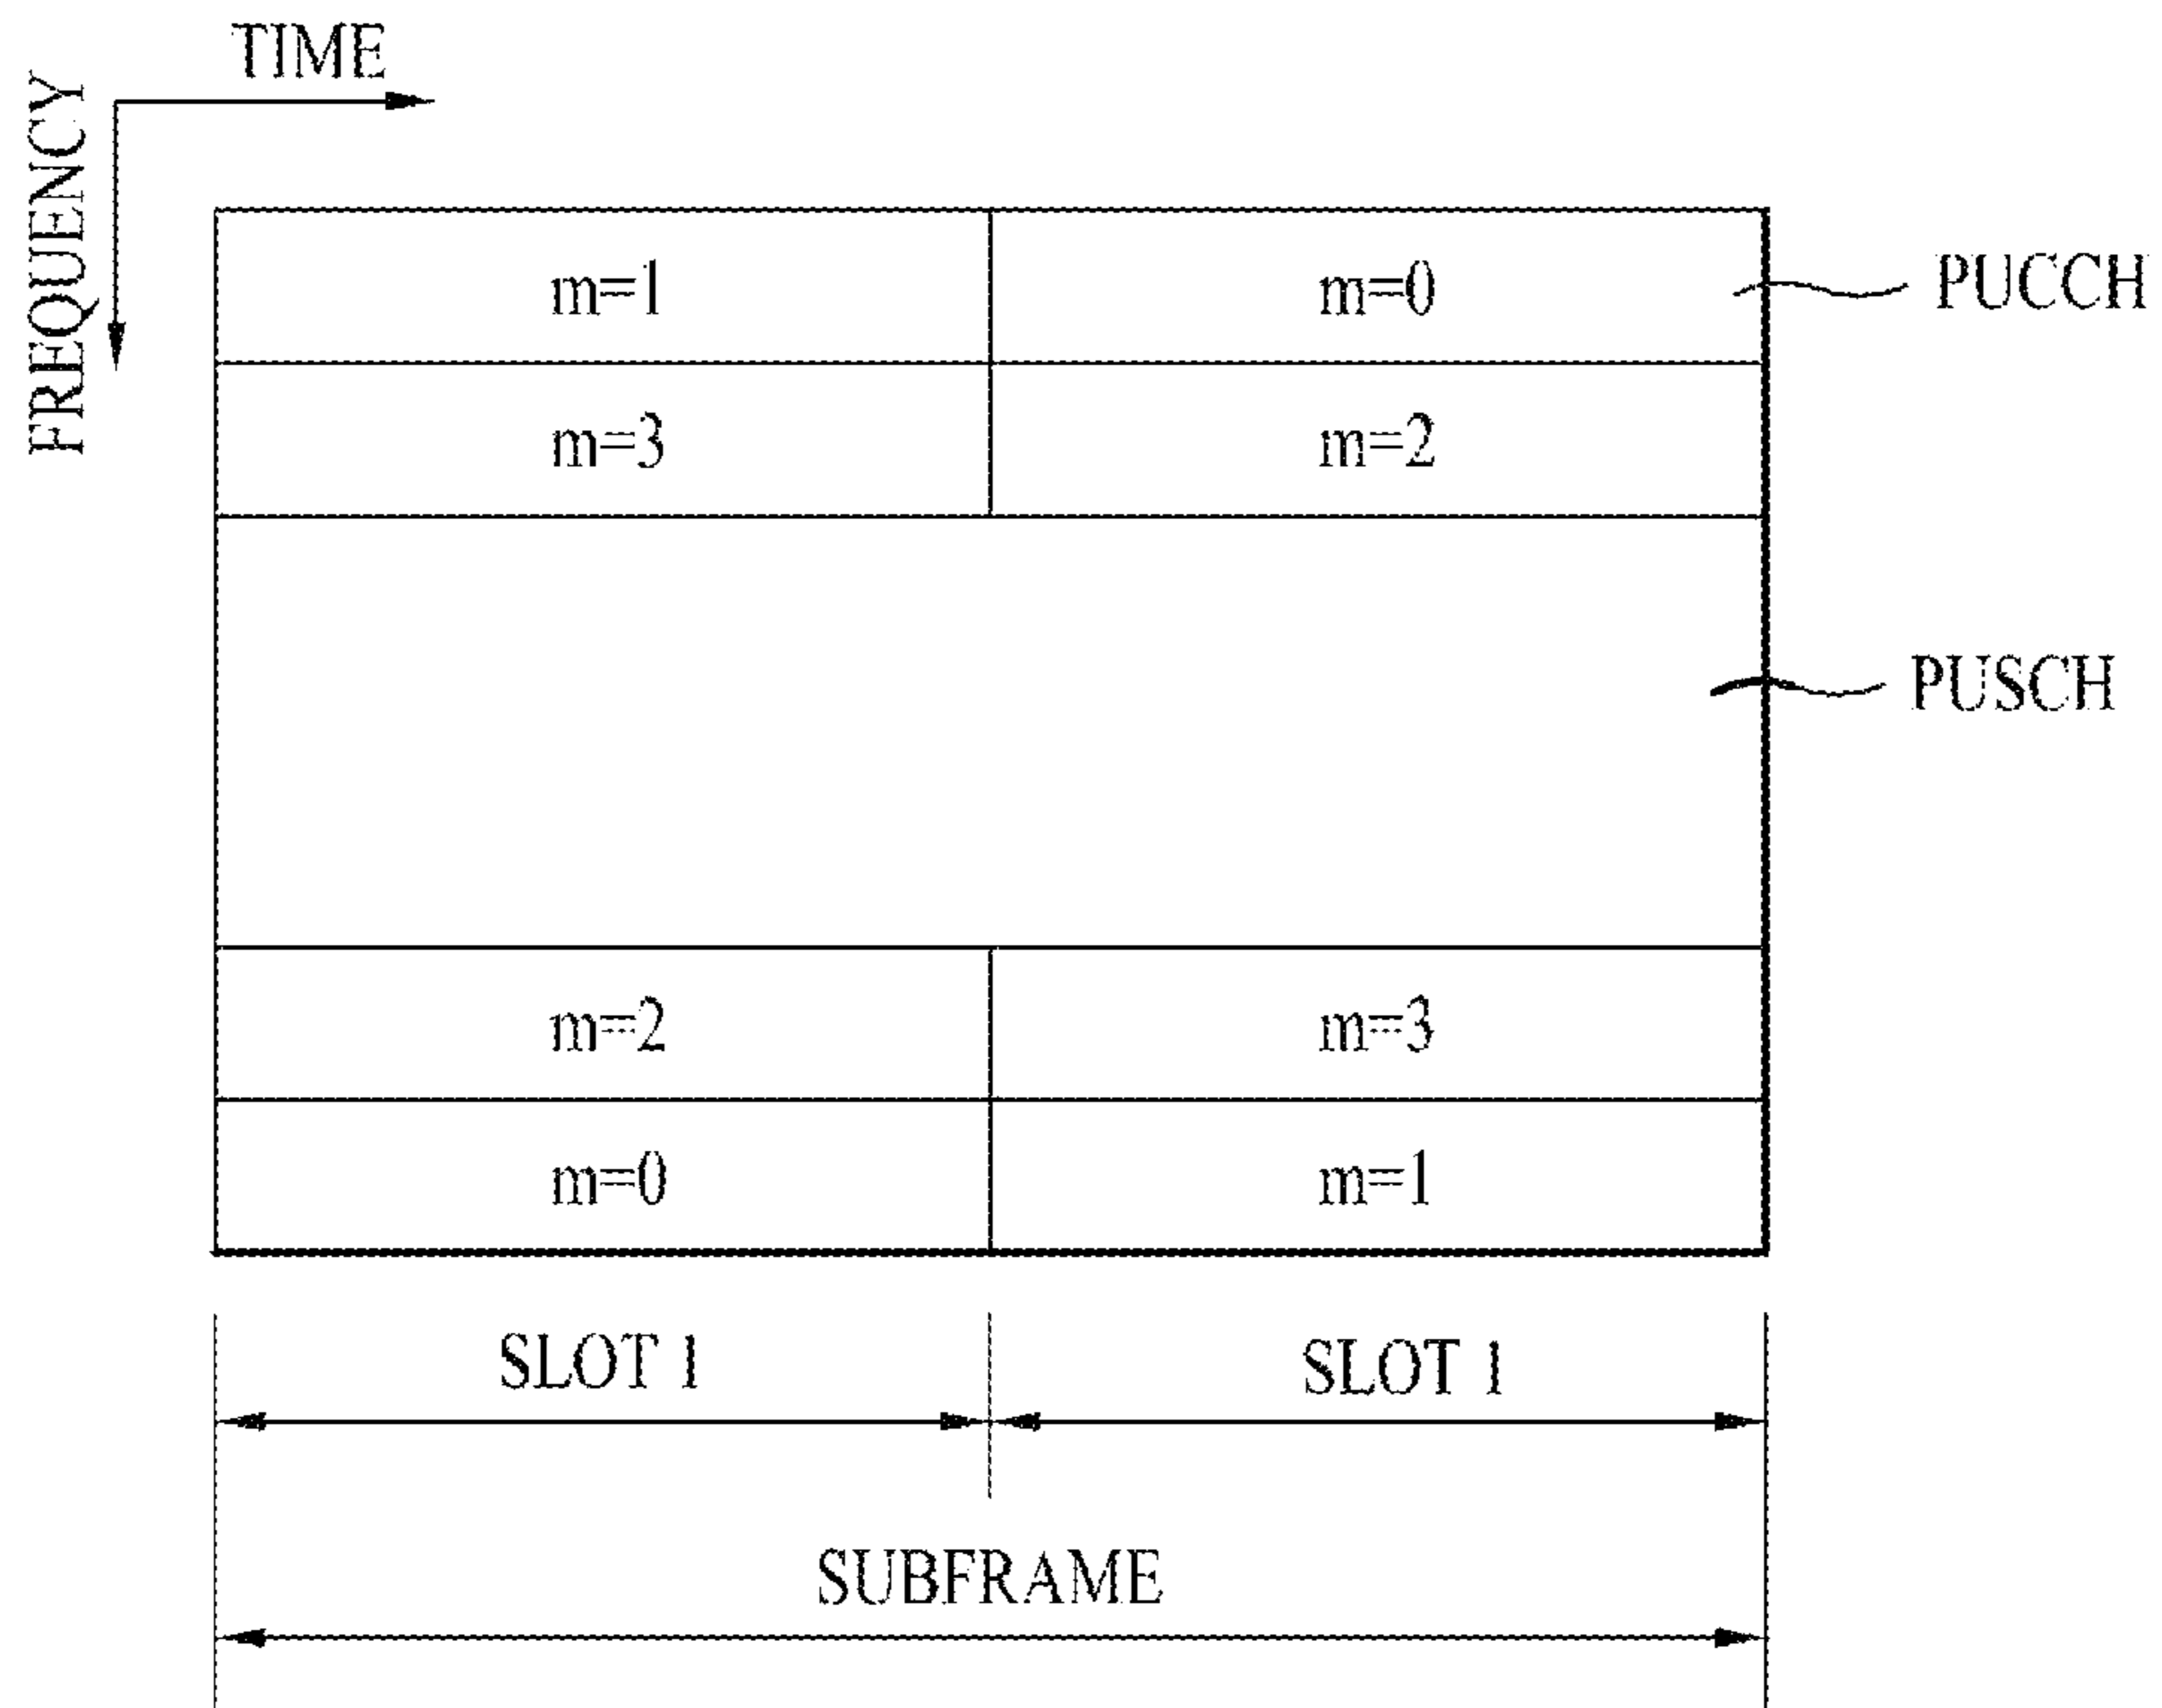 TIME
FREQUENCY
m=1
m=0
PUCCH
m=3
m=2
PUSCH
m=2
m=3
m=0
m=1
SLOT 1
SLOT 1
SUBFRAME